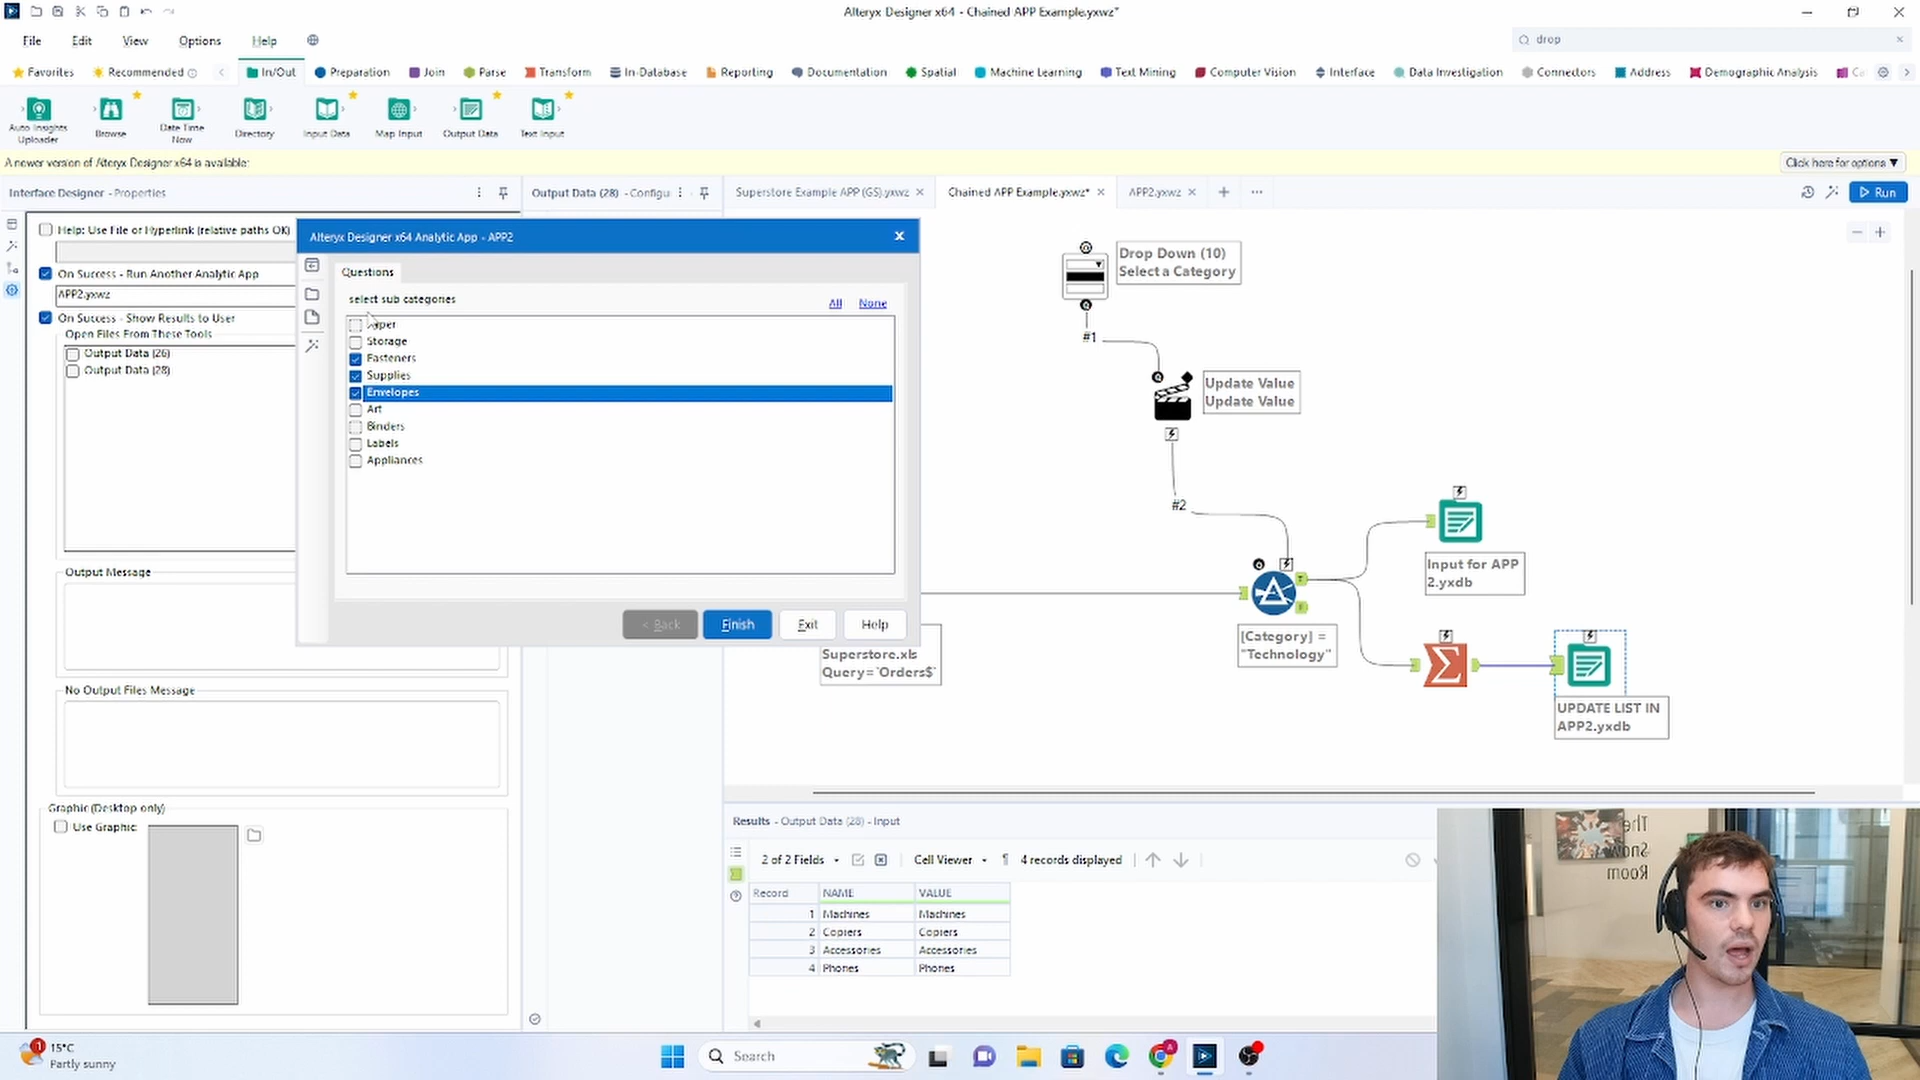 Alteryx Designer x64 - Chained APP Example.yxwz*
File Edit View Options Help
drop
Favorites Recommended In/Out Preparation Join Parse Transform In-Database Reporting Documentation Spatial Machine Learning Text Mining Computer Vision Interface Data Investigation Connectors Address Demographic Analysis
Auto Insights Uploader
Browse
Date Time Now
Directory
Input Data
Map Input
Output Data
Text Input
A newer version of Alteryx Designer x64 is available:
Click here for options ▼
Interface Designer - Properties
Output Data (28) - Configu
Superstore Example APP (GS).yxwz
Chained APP Example.yxwz*
APP2.yxwz
Run
Help: Use File or Hyperlink (relative paths OK)
On Success - Run Another Analytic App
APP2.yxwz
On Success - Show Results to User
Open Files From These Tools
Output Data (26)
Output Data (28)
Output Message
No Output Files Message
Graphic (Desktop only)
Use Graphic:
Alteryx Designer x64 Analytic App - APP2
Questions
select sub categories
All None
Storage
Fasteners
Supplies
Envelopes
Art
Binders
Labels
Appliances
< Back Finish Exit Help
Drop Down (10)
Select a Category
#1
Update Value
Update Value
#2
Input for APP
2.yxdb
[Category] =
"Technology"
T
F
Superstore.xls
Query=`Orders$`
UPDATE LIST IN
APP2.yxdb
Results - Output Data (28) - Input
2 of 2 Fields Cell Viewer 4 records displayed
Record NAME VALUE
1 Machines Machines
2 Copiers Copiers
3 Accessories Accessories
4 Phones Phones
The
Snow
Room
1
15°C
Partly sunny
Search